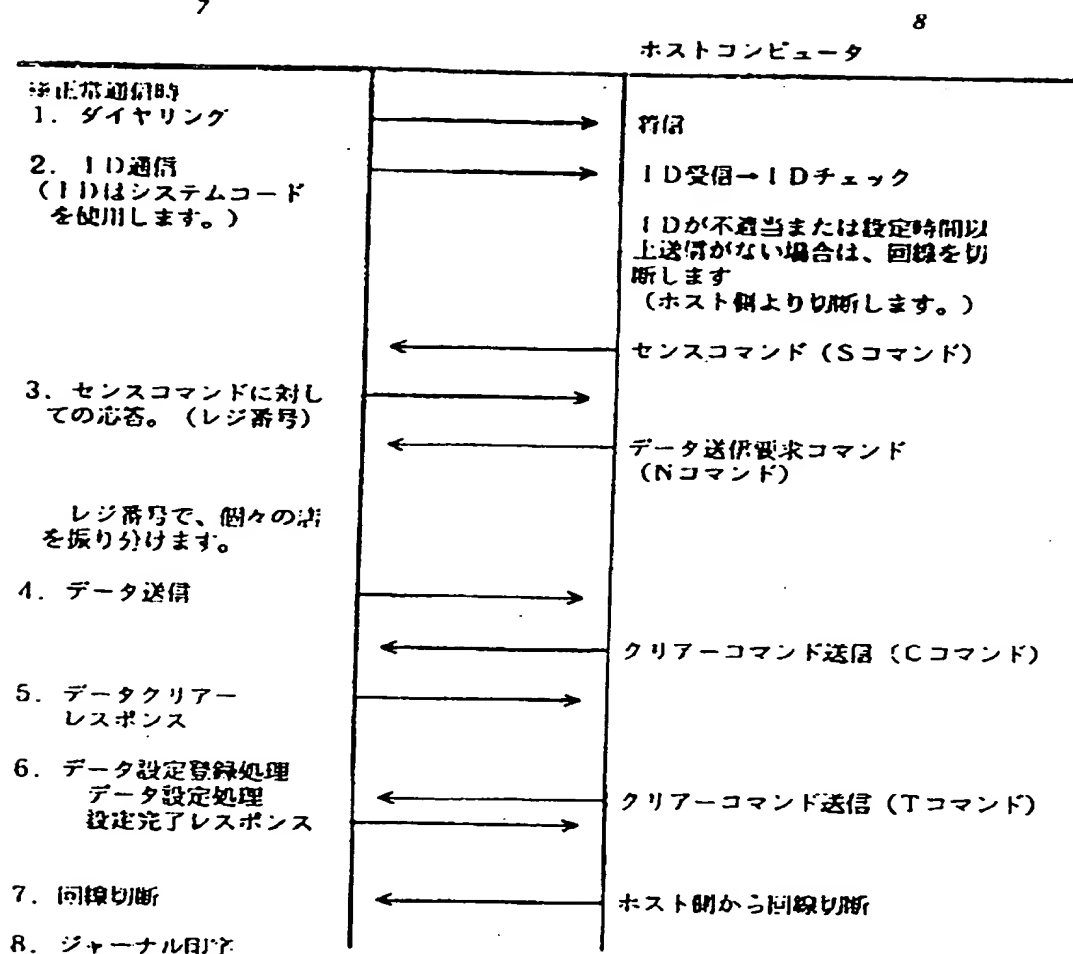 7
8
ホストコンピュータ
※正常通信時
1. ダイヤリング
着信
2. ID通信
(IDはシステムコード
を使用します。)
ID受信→IDチェック
IDが不適当または設定時間以
上送信がない場合は、回線を切
断します
(ホスト側より切断します。)
センスコマンド(Sコマンド)
3. センスコマンドに対し
ての応答。(レジ番号)
データ送信要求コマンド
(Nコマンド)
レジ番号で、個々の店
を振り分けます。
4. データ送信
クリアーコマンド送信(Cコマンド)
5. データクリアー
レスポンス
6. データ設定登録処理
データ設定処理
設定完了レスポンス
クリアーコマンド送信(Tコマンド)
7. 回線切断
ホスト側から回線切断
8. ジャーナル印字